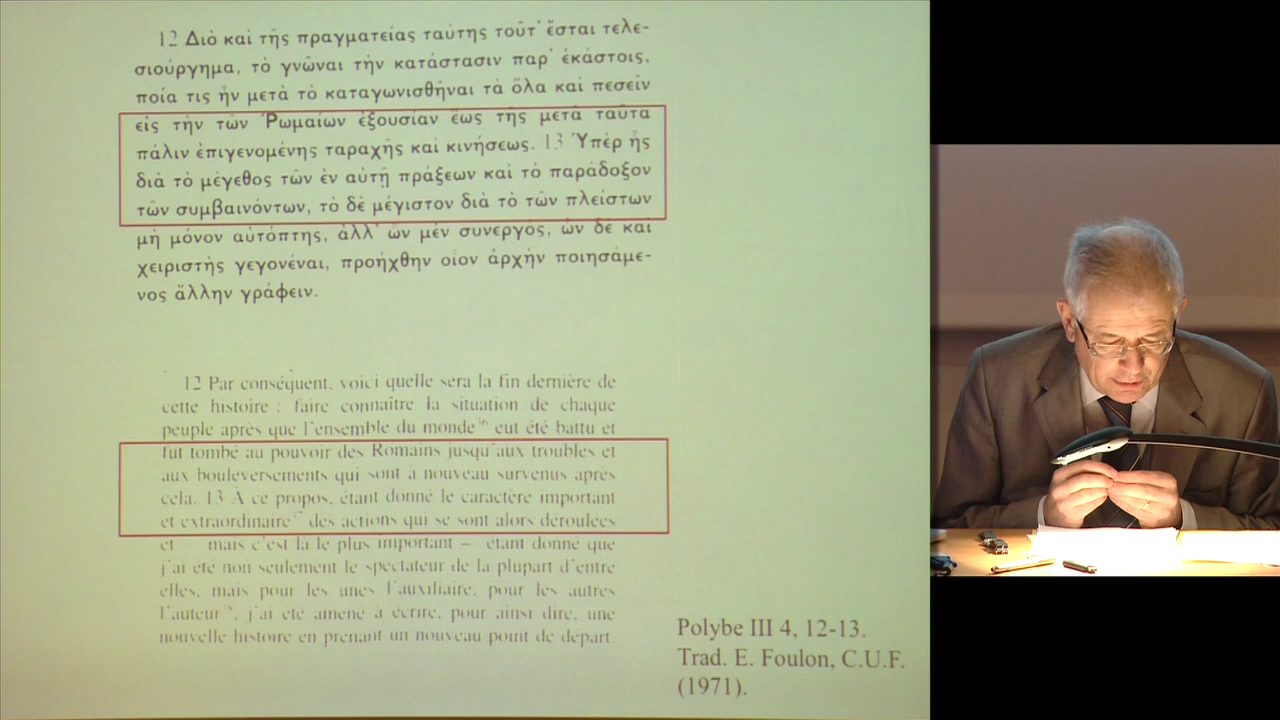 12 Διὸ καὶ τῆς πραγματείας ταύτης τοῦτ᾽ ἔσται τελε-
σιούργημα, τὸ γνῶναι τὴν κατάστασιν παρ᾽ ἑκάστοις,
ποία τις ἦν μετὰ τὸ καταγωνισθῆναι τὰ ὅλα καὶ πεσεῖν
εἰς τὴν τῶν Ῥωμαίων ἐξουσίαν ἕως τῆς μετὰ ταῦτα
πάλιν ἐπιγενομένης ταραχῆς καὶ κινήσεως. 13 Ὑπὲρ ἧς
διὰ τὸ μέγεθος τῶν ἐν αὐτῇ πράξεων καὶ τὸ παράδοξον
τῶν συμβαινόντων, τὸ δὲ μέγιστον διὰ τὸ τῶν πλείστων
μὴ μόνον αὐτόπτης, ἀλλ᾽ ὧν μὲν συνεργός, ὧν δὲ καὶ
χειριστὴς γεγονέναι, προήχθην οἷον ἀρχὴν ποιησάμε-
νος ἄλλην γράφειν.
12 Par conséquent, voici quelle sera la fin dernière de
cette histoire : faire connaître la situation de chaque
peuple après que l'ensemble du monde eut été battu et
fut tombé au pouvoir des Romains jusqu'aux troubles et
aux bouleversements qui sont à nouveau survenus après
cela. 13 A ce propos, étant donné le caractère important
et extraordinaire des actions qui se sont alors déroulées
et — mais c'est là le plus important — étant donné que
j'ai été non seulement le spectateur de la plupart d'entre
elles, mais pour les unes l'auxiliaire, pour les autres
l'auteur, j'ai été amené à écrire, pour ainsi dire, une
nouvelle histoire en prenant un nouveau point de départ.
Polybe III 4, 12-13.
Trad. E. Foulon, C.U.F.
(1971).